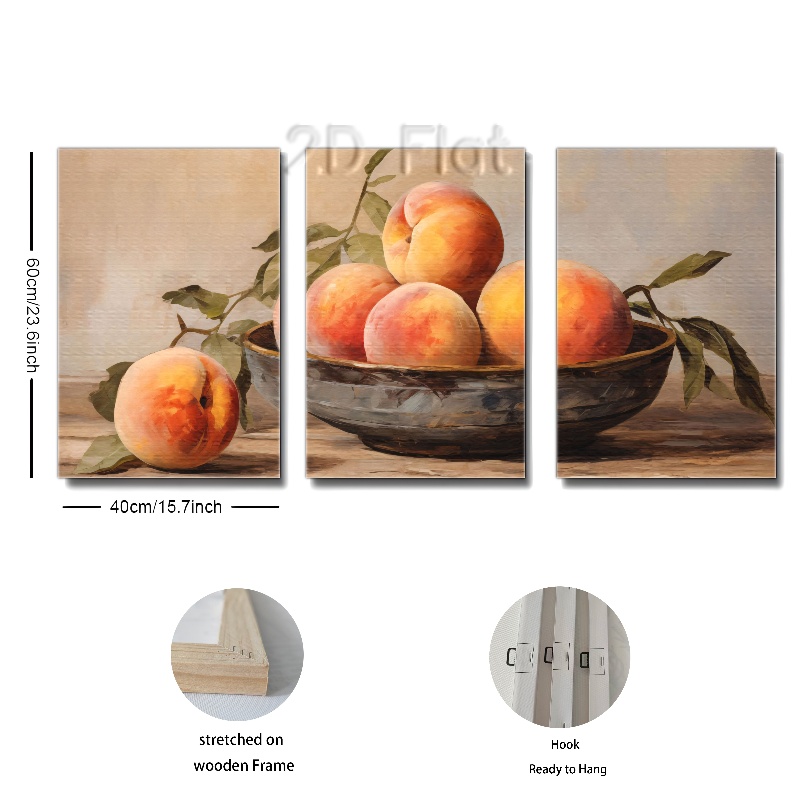 2D Flat
60cm/23.6inch
40cm/15.7inch
stretched on
wooden Frame
Hook
Ready to Hang